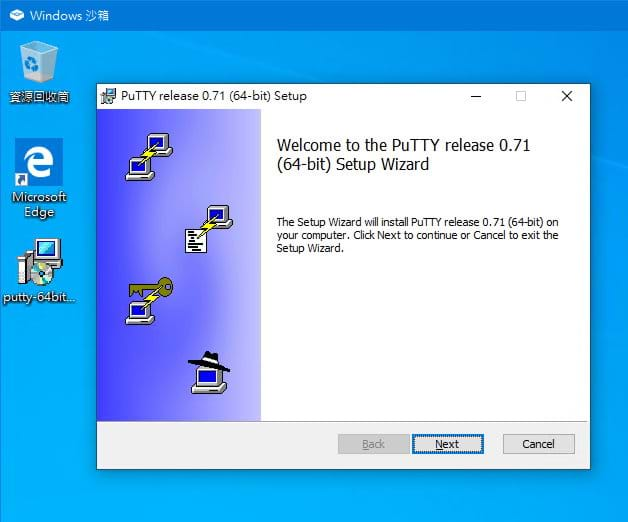 Windows 沙箱
資源回收筒
Microsoft
Edge
putty-64bit...
PuTTY release 0.71 (64-bit) Setup
Welcome to the PuTTY release 0.71
(64-bit) Setup Wizard
The Setup Wizard will install PuTTY release 0.71 (64-bit) on
your computer. Click Next to continue or Cancel to exit the
Setup Wizard.
Back
Next
Cancel